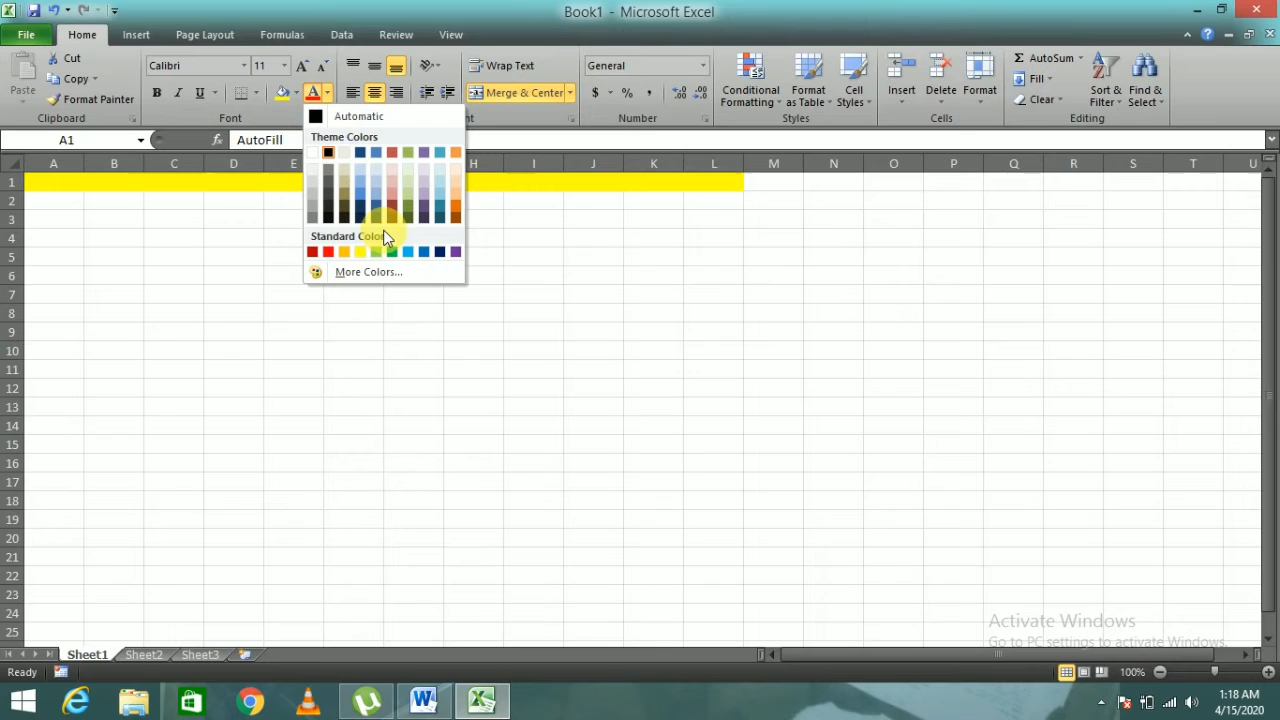 Book1 - Microsoft Excel
File Home Insert Page Layout Formulas Data Review View
Cut
Copy
Format Painter
Paste
Clipboard
Calibri 11
B I U
Font
Wrap Text
Merge & Center
General
$ % ,
Number
Conditional Formatting
Format as Table
Cell Styles
Styles
Insert
Delete
Format
Cells
AutoSum
Fill
Clear
Sort & Filter
Find & Select
Editing
A1 fx AutoFill
Automatic
Theme Colors
Standard Colors
More Colors...
A B C D E H I J K L M N O P Q R S T U
1
2
3
4
5
6
7
8
9
10
11
12
13
14
15
16
17
18
19
20
21
22
23
24
25
Activate Windows
Go to PC settings to activate Windows.
Sheet1 Sheet2 Sheet3
Ready 100%
1:18 AM
4/15/2020